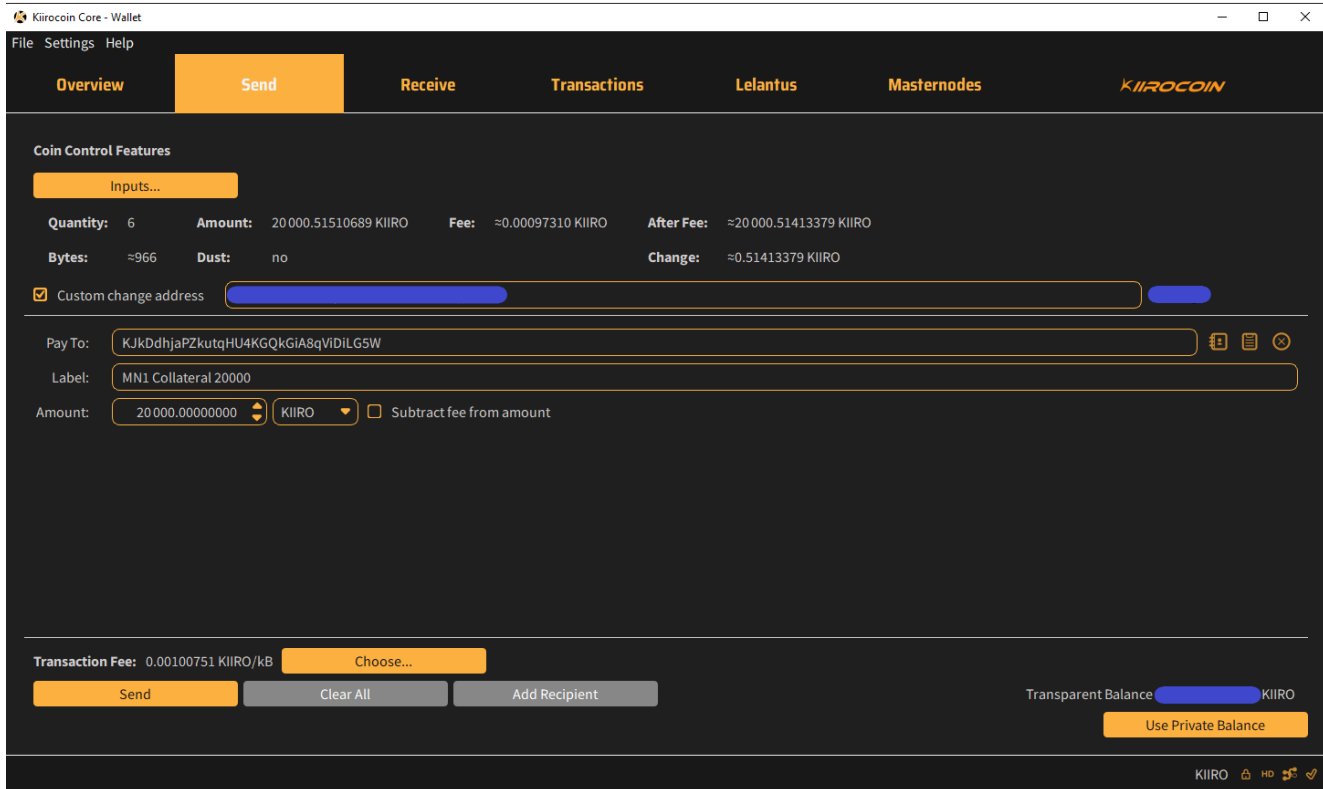 Kiirocoin Core - Wallet
File Settings Help
Overview Send Receive Transactions Lelantus Masternodes KIIROCOIN
Coin Control Features
Inputs...
Quantity: 6 Amount: 20 000.51510689 KIIRO Fee: ≈0.00097310 KIIRO After Fee: ≈20 000.51413379 KIIRO
Bytes: ≈966 Dust: no Change: ≈0.51413379 KIIRO
Custom change address
Pay To: KJkDdhjaPZkutqHU4KGQkGiA8qViDiLG5W
Label: MN1 Collateral 20000
Amount: 20 000.00000000 KIIRO Subtract fee from amount
Transaction Fee: 0.00100751 KIIRO/kB Choose...
Send Clear All Add Recipient Transparent Balance KIIRO
Use Private Balance
KIIRO HD